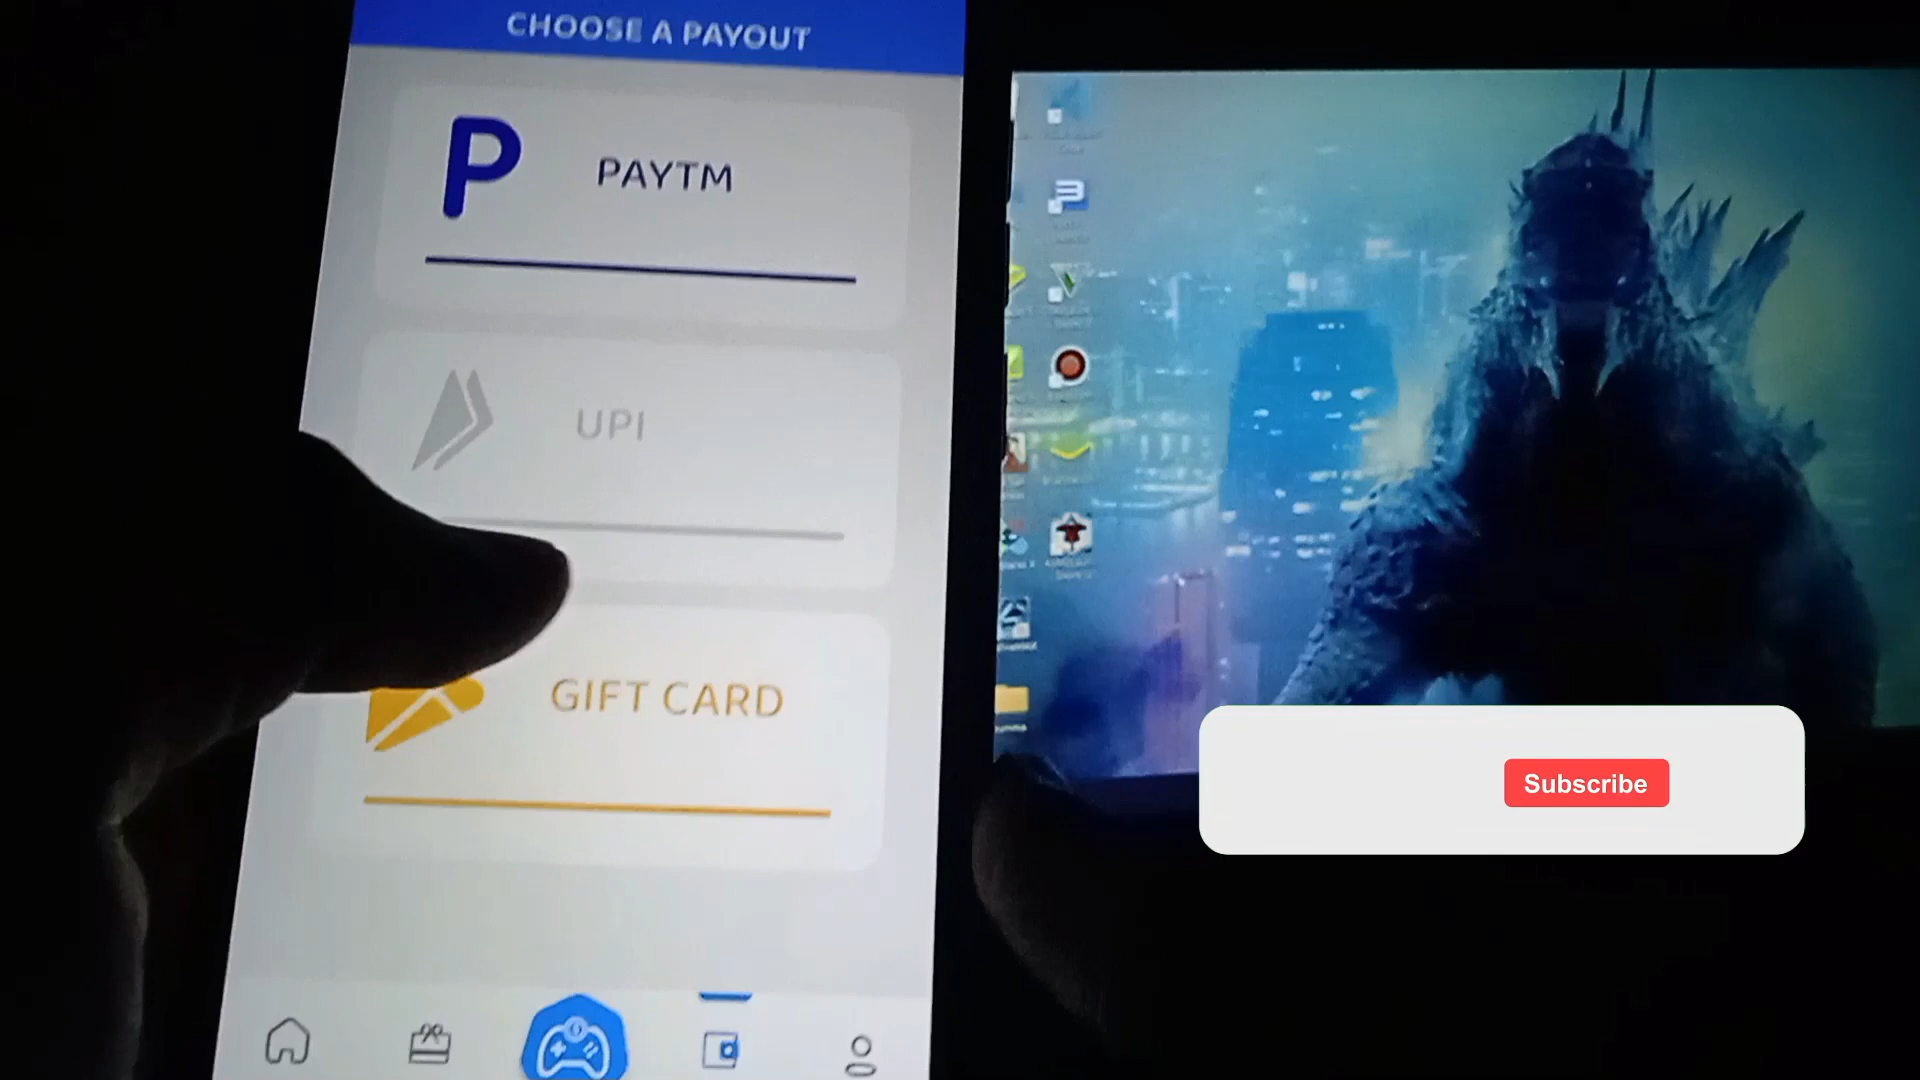 CHOOSE A PAYOUT
P
PAYTM
UPI
GIFT CARD
Subscribe